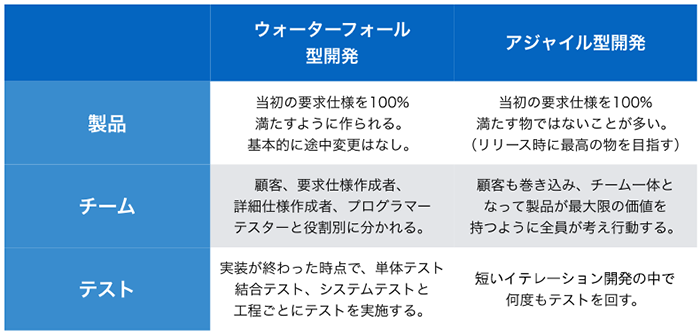 ウォーターフォール
型開発
アジャイル型開発
製品
当初の要求仕様を100%
満たすように作られる。
基本的に途中変更はなし。
当初の要求仕様を100%
満たす物ではないことが多い。
（リリース時に最高の物を目指す）
チーム
顧客、要求仕様作成者、
詳細仕様作成者、プログラマー
テスターと役割別に分かれる。
顧客も巻き込み、チーム一体と
なって製品が最大限の価値を
持つように全員が考え行動する。
テスト
実装が終わった時点で、単体テスト
結合テスト、システムテストと
工程ごとにテストを実施する。
短いイテレーション開発の中で
何度もテストを回す。